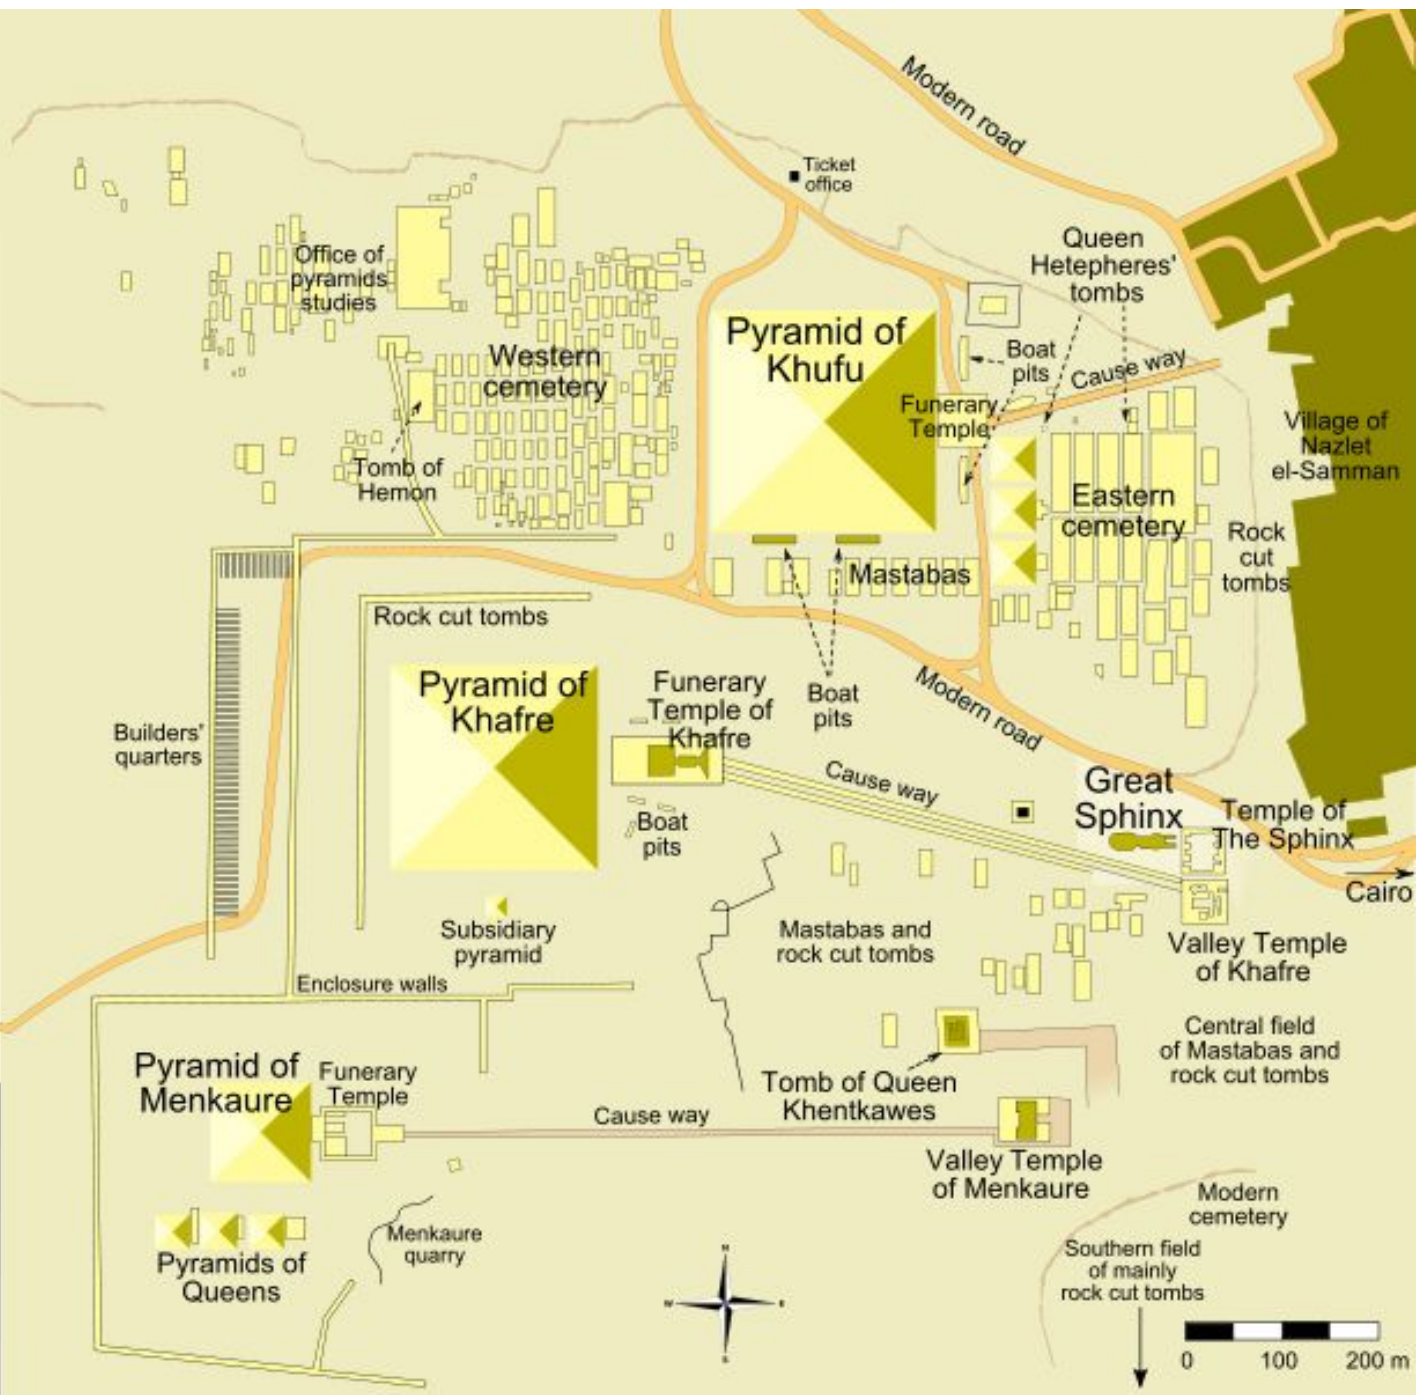 Modern road
Ticket
office
Queen
Hetepheres'
tombs
Office of
pyramids
studies
Pyramid of
Khufu
Boat
pits
Cause way
Western
cemetery
Funerary
Temple
Village of
Nazlet
el-Samman
Tomb of
Hemon
Eastern
cemetery
Rock
cut
tombs
Mastabas
Rock cut tombs
Pyramid of
Khafre
Funerary
Temple of
Khafre
Boat
pits
Modern road
Builders'
quarters
Cause way
Great
Sphinx
Temple of
The Sphinx
Boat
pits
Cairo
Subsidiary
pyramid
Mastabas and
rock cut tombs
Valley Temple
of Khafre
Enclosure walls
Central field
of Mastabas and
rock cut tombs
Pyramid of
Menkaure
Funerary
Temple
Tomb of Queen
Khentkawes
Cause way
Valley Temple
of Menkaure
Modern
cemetery
Menkaure
quarry
Pyramids of
Queens
Southern field
of mainly
rock cut tombs
N
W E
S
0 100 200 m